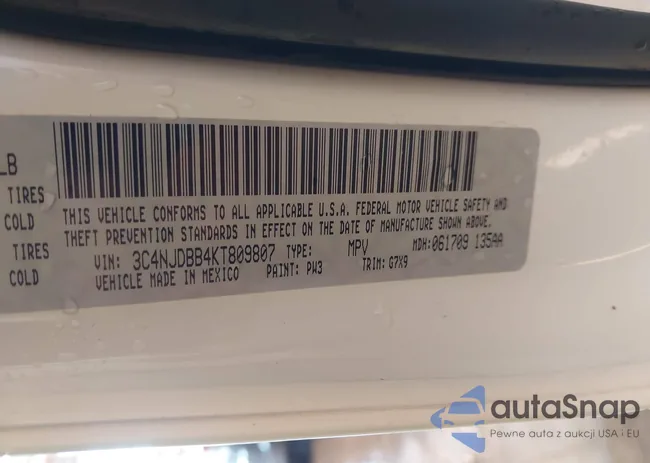 LB
TIRES
COLD
TIRES
COLD
THIS VEHICLE CONFORMS TO ALL APPLICABLE U.S.A. FEDERAL MOTOR VEHICLE SAFETY AND
THEFT PREVENTION STANDARDS IN EFFECT ON THE DATE OF MANUFACTURE SHOWN ABOVE.
VIN: 3C4NJDBB4KT809807 TYPE: MPV MDH:061709 135AA
VEHICLE MADE IN MEXICO PAINT: PW3 TRIM: G7X9
autaSnap
Pewne auta z aukcji USA i EU